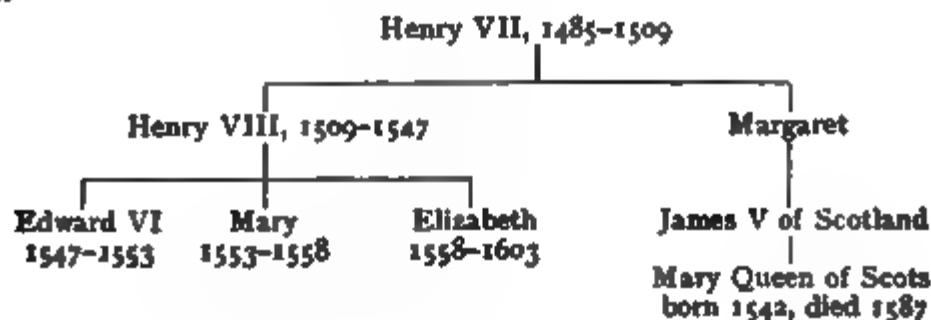 Henry VII, 1485–1509
Henry VIII, 1509–1547
Margaret
Edward VI
1547–1553
Mary
1553–1558
Elizabeth
1558–1603
James V of Scotland
Mary Queen of Scots
born 1542, died 1587